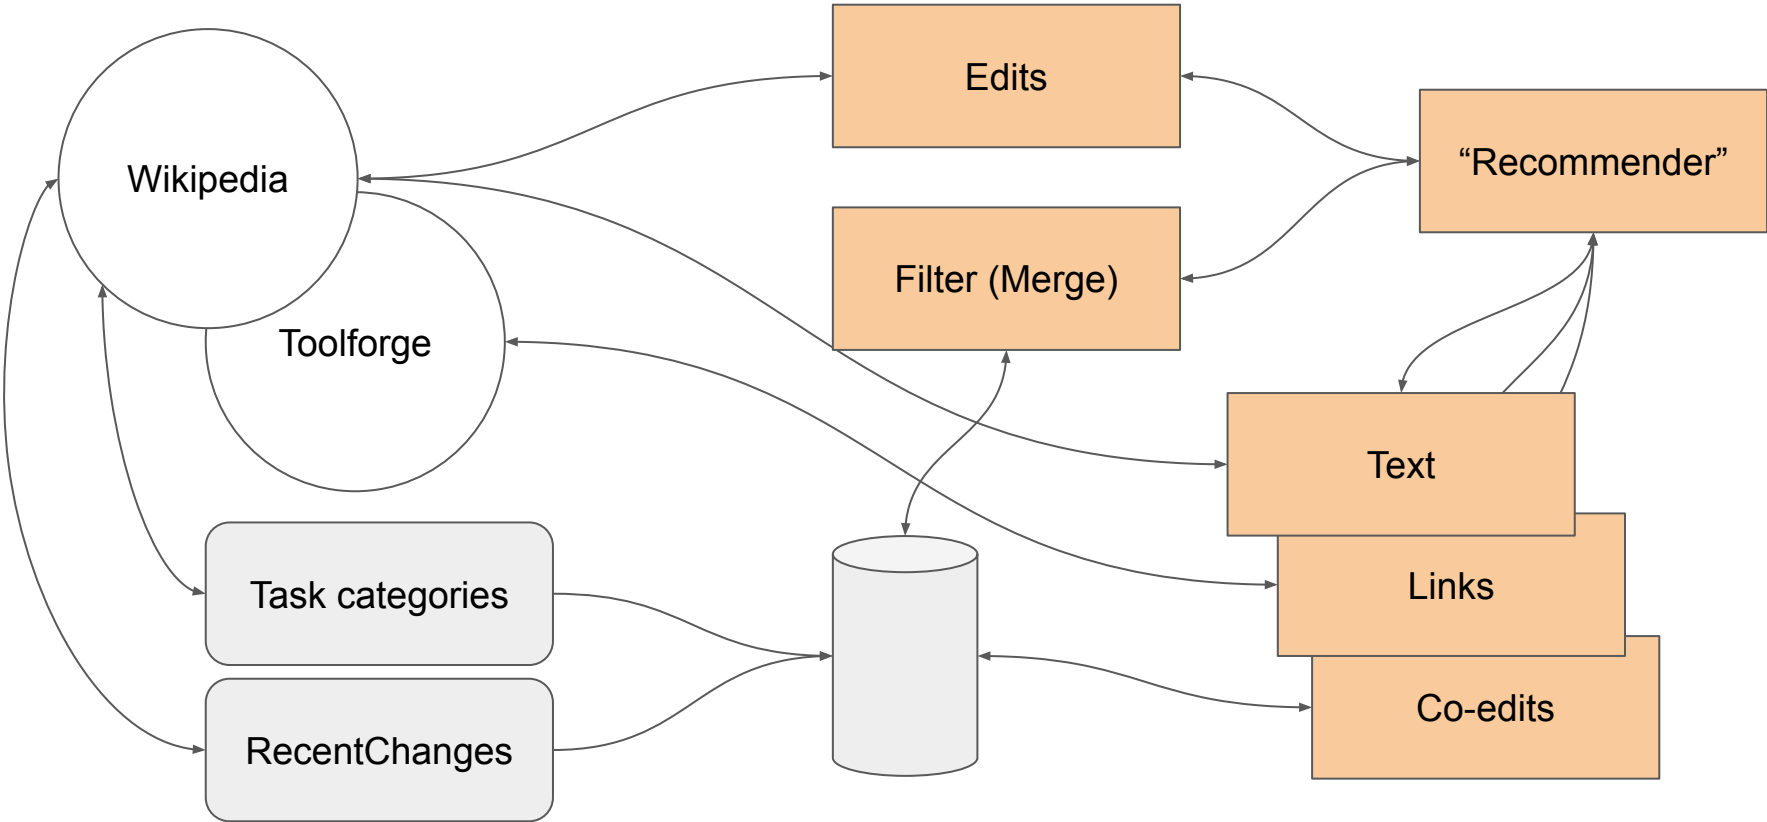 Edits
“Recommender”
Wikipedia
Filter (Merge)
Toolforge
Text
Task categories
Links
Co-edits
RecentChanges